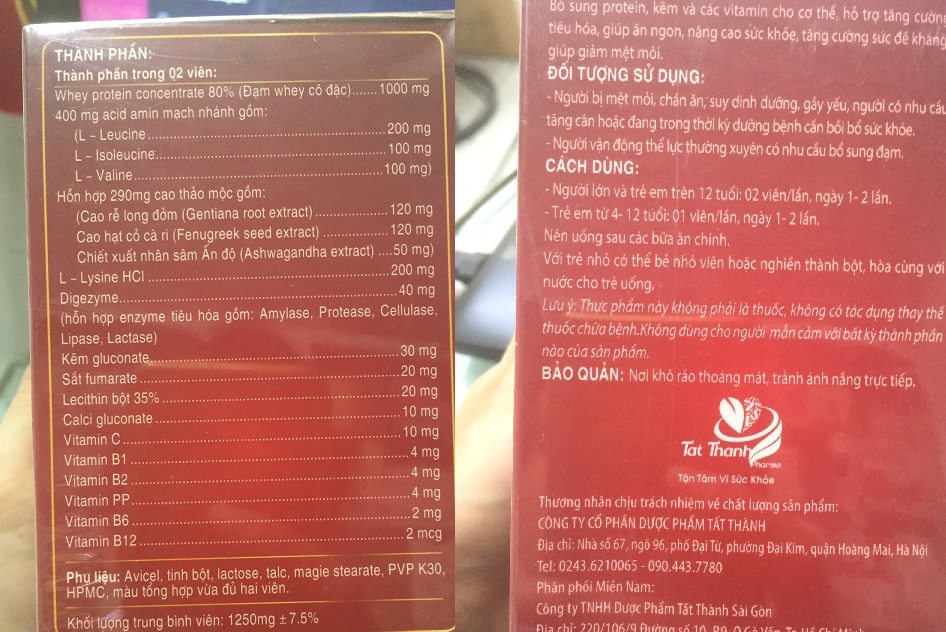 THÀNH PHẦN:
Thành phần trong 02 viên:
Whey protein concentrate 80% (Đạm whey cô đặc)....... 1000 mg
400 mg acid amin mạch nhánh gồm:
(L – Leucine.................................................. 200 mg
L – Isoleucine.................................................. 100 mg
L – Valine.................................................. 100 mg)
Hỗn hợp 290mg cao thảo mộc gồm:
(Cao rễ long đởm (Gentiana root extract) .................. 120 mg
Cao hạt cỏ cà ri (Fenugreek seed extract) ................ 120 mg
Chiết xuất nhân sâm Ấn độ (Ashwagandha extract) ....50 mg)
L – Lysine HCl .................................................. 200 mg
Digezyme.................................................. 40 mg
(hỗn hợp enzyme tiêu hóa gồm: Amylase, Protease, Cellulase,
Lipase, Lactase)
Kẽm gluconate.................................................. 30 mg
Sắt fumarate .................................................. 20 mg
Lecithin bột 35%.................................................. 20 mg
Calci gluconate .................................................. 10 mg
Vitamin C.................................................. 10 mg
Vitamin B1 .................................................. 4 mg
Vitamin B2 .................................................. 4 mg
Vitamin PP.................................................. 4 mg
Vitamin B6 .................................................. 2 mg
Vitamin B12 .................................................. 2 mcg
Phụ liệu: Avicel, tinh bột, lactose, talc, magie stearate, PVP K30,
HPMC, màu tổng hợp vừa đủ hai viên.
Khối lượng trung bình viên: 1250mg ± 7.5%
Bổ sung protein, kẽm và các vitamin cho cơ thể, hỗ trợ tăng cường
tiêu hóa, giúp ăn ngon, nâng cao sức khỏe, tăng cường sức đề kháng
giúp giảm mệt mỏi.
ĐỐI TƯỢNG SỬ DỤNG:
- Người bị mệt mỏi, chán ăn, suy dinh dưỡng, gầy yếu, người có nhu cầu
tăng cân hoặc đang trong thời kỳ dưỡng bệnh cần bồi bổ sức khỏe.
- Người vận động thể lực thường xuyên có nhu cầu bổ sung đạm.
CÁCH DÙNG:
- Người lớn và trẻ em trên 12 tuổi: 02 viên/lần, ngày 1- 2 lần.
- Trẻ em từ 4- 12 tuổi: 01 viên/lần, ngày 1- 2 lần.
Nên uống sau các bữa ăn chính.
Với trẻ nhỏ có thể bẻ nhỏ viên hoặc nghiền thành bột, hòa cùng với
nước cho trẻ uống.
Lưu ý: Thực phẩm này không phải là thuốc, không có tác dụng thay thế
thuốc chữa bệnh.Không dùng cho người mẫn cảm với bất kỳ thành phần
nào của sản phẩm.
BẢO QUẢN: Nơi khô ráo thoáng mát, tránh ánh nắng trực tiếp.
Tat Thanh
Pharma
Tận Tâm Vì Sức Khỏe
Thương nhân chịu trách nhiệm về chất lượng sản phẩm:
CÔNG TY CỔ PHẦN DƯỢC PHẨM TẤT THÀNH
Địa chỉ: Nhà số 67, ngõ 96, phố Đại Từ, phường Đại Kim, quận Hoàng Mai, Hà Nội
Tel: 0243.6210065 - 090.443.7780
Phân phối Miền Nam:
Công ty TNHH Dược Phẩm Tất Thành Sài Gòn
Địa chỉ: 220/106/9 Đường số 10, P9, Q Gò Vấp, Tp Hồ Chí Minh